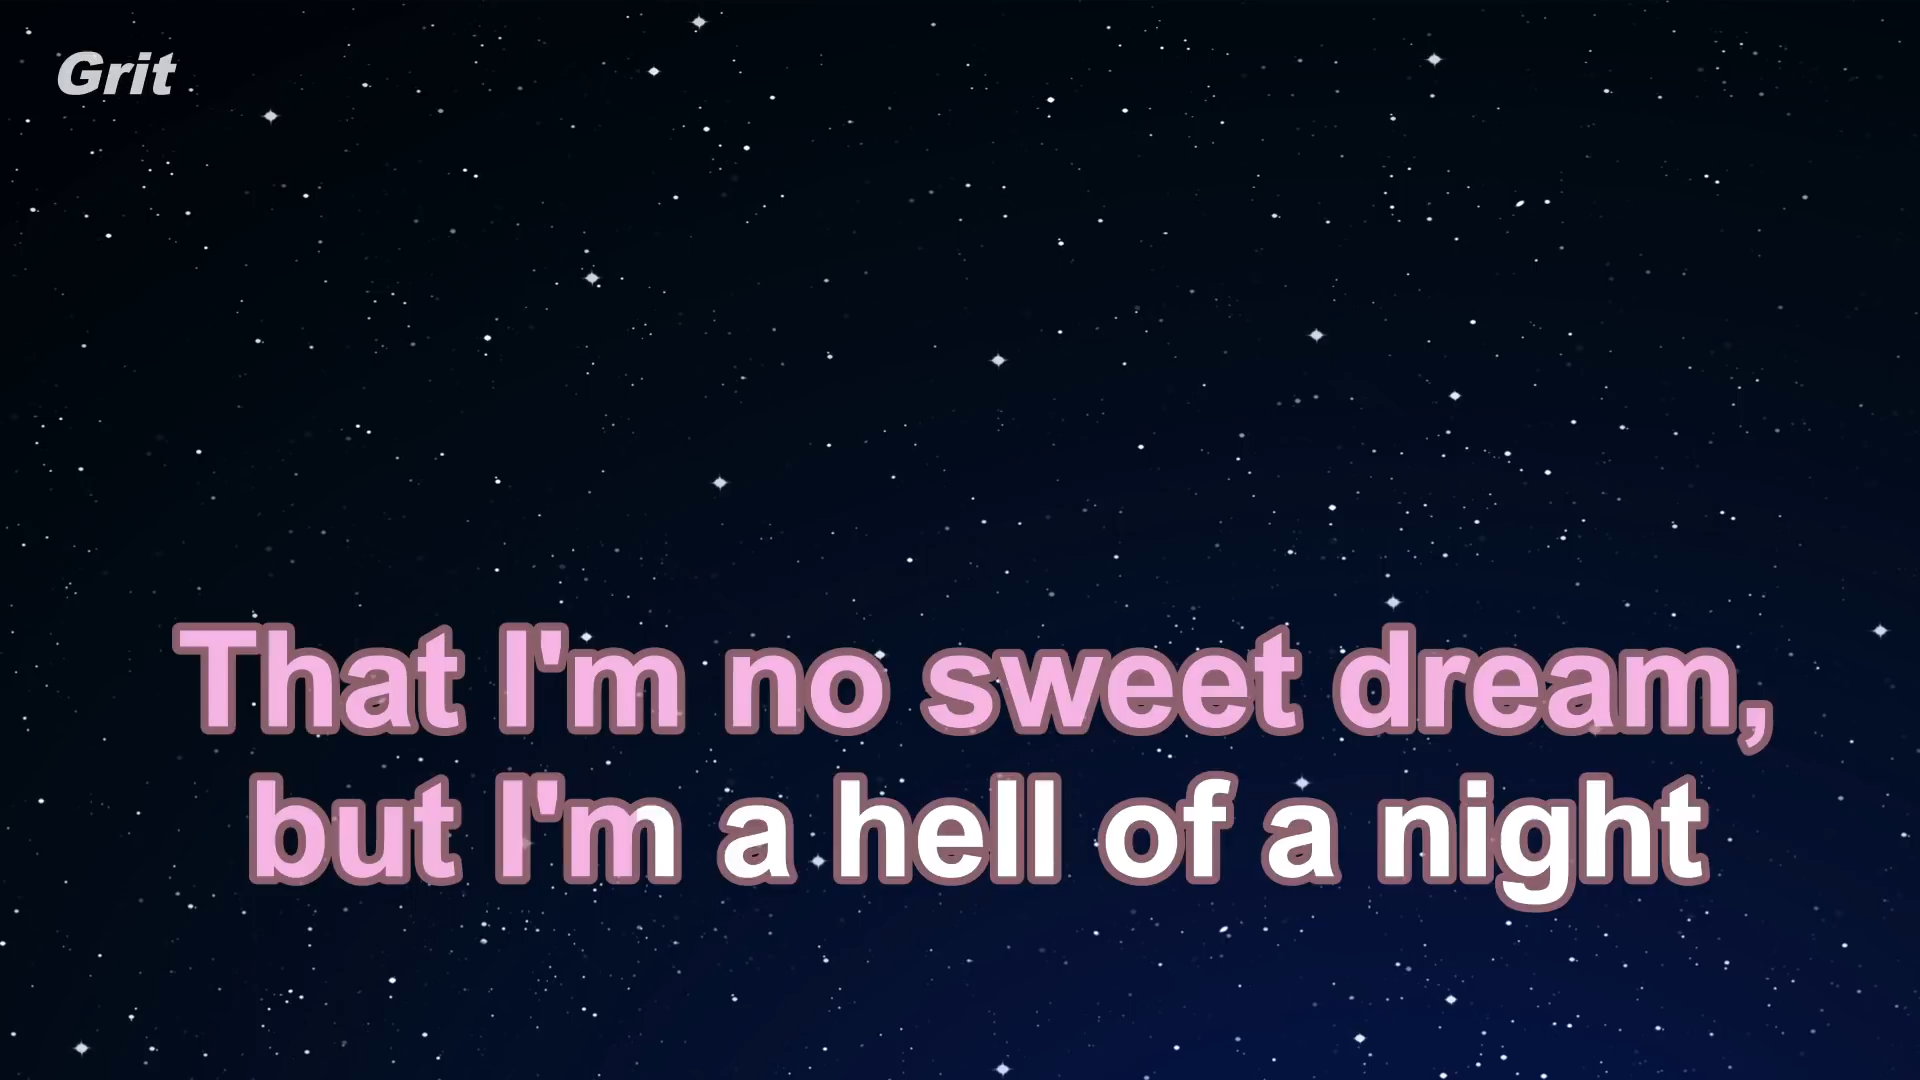 Grit
That I'm no sweet dream,
but I'm a hell of a night